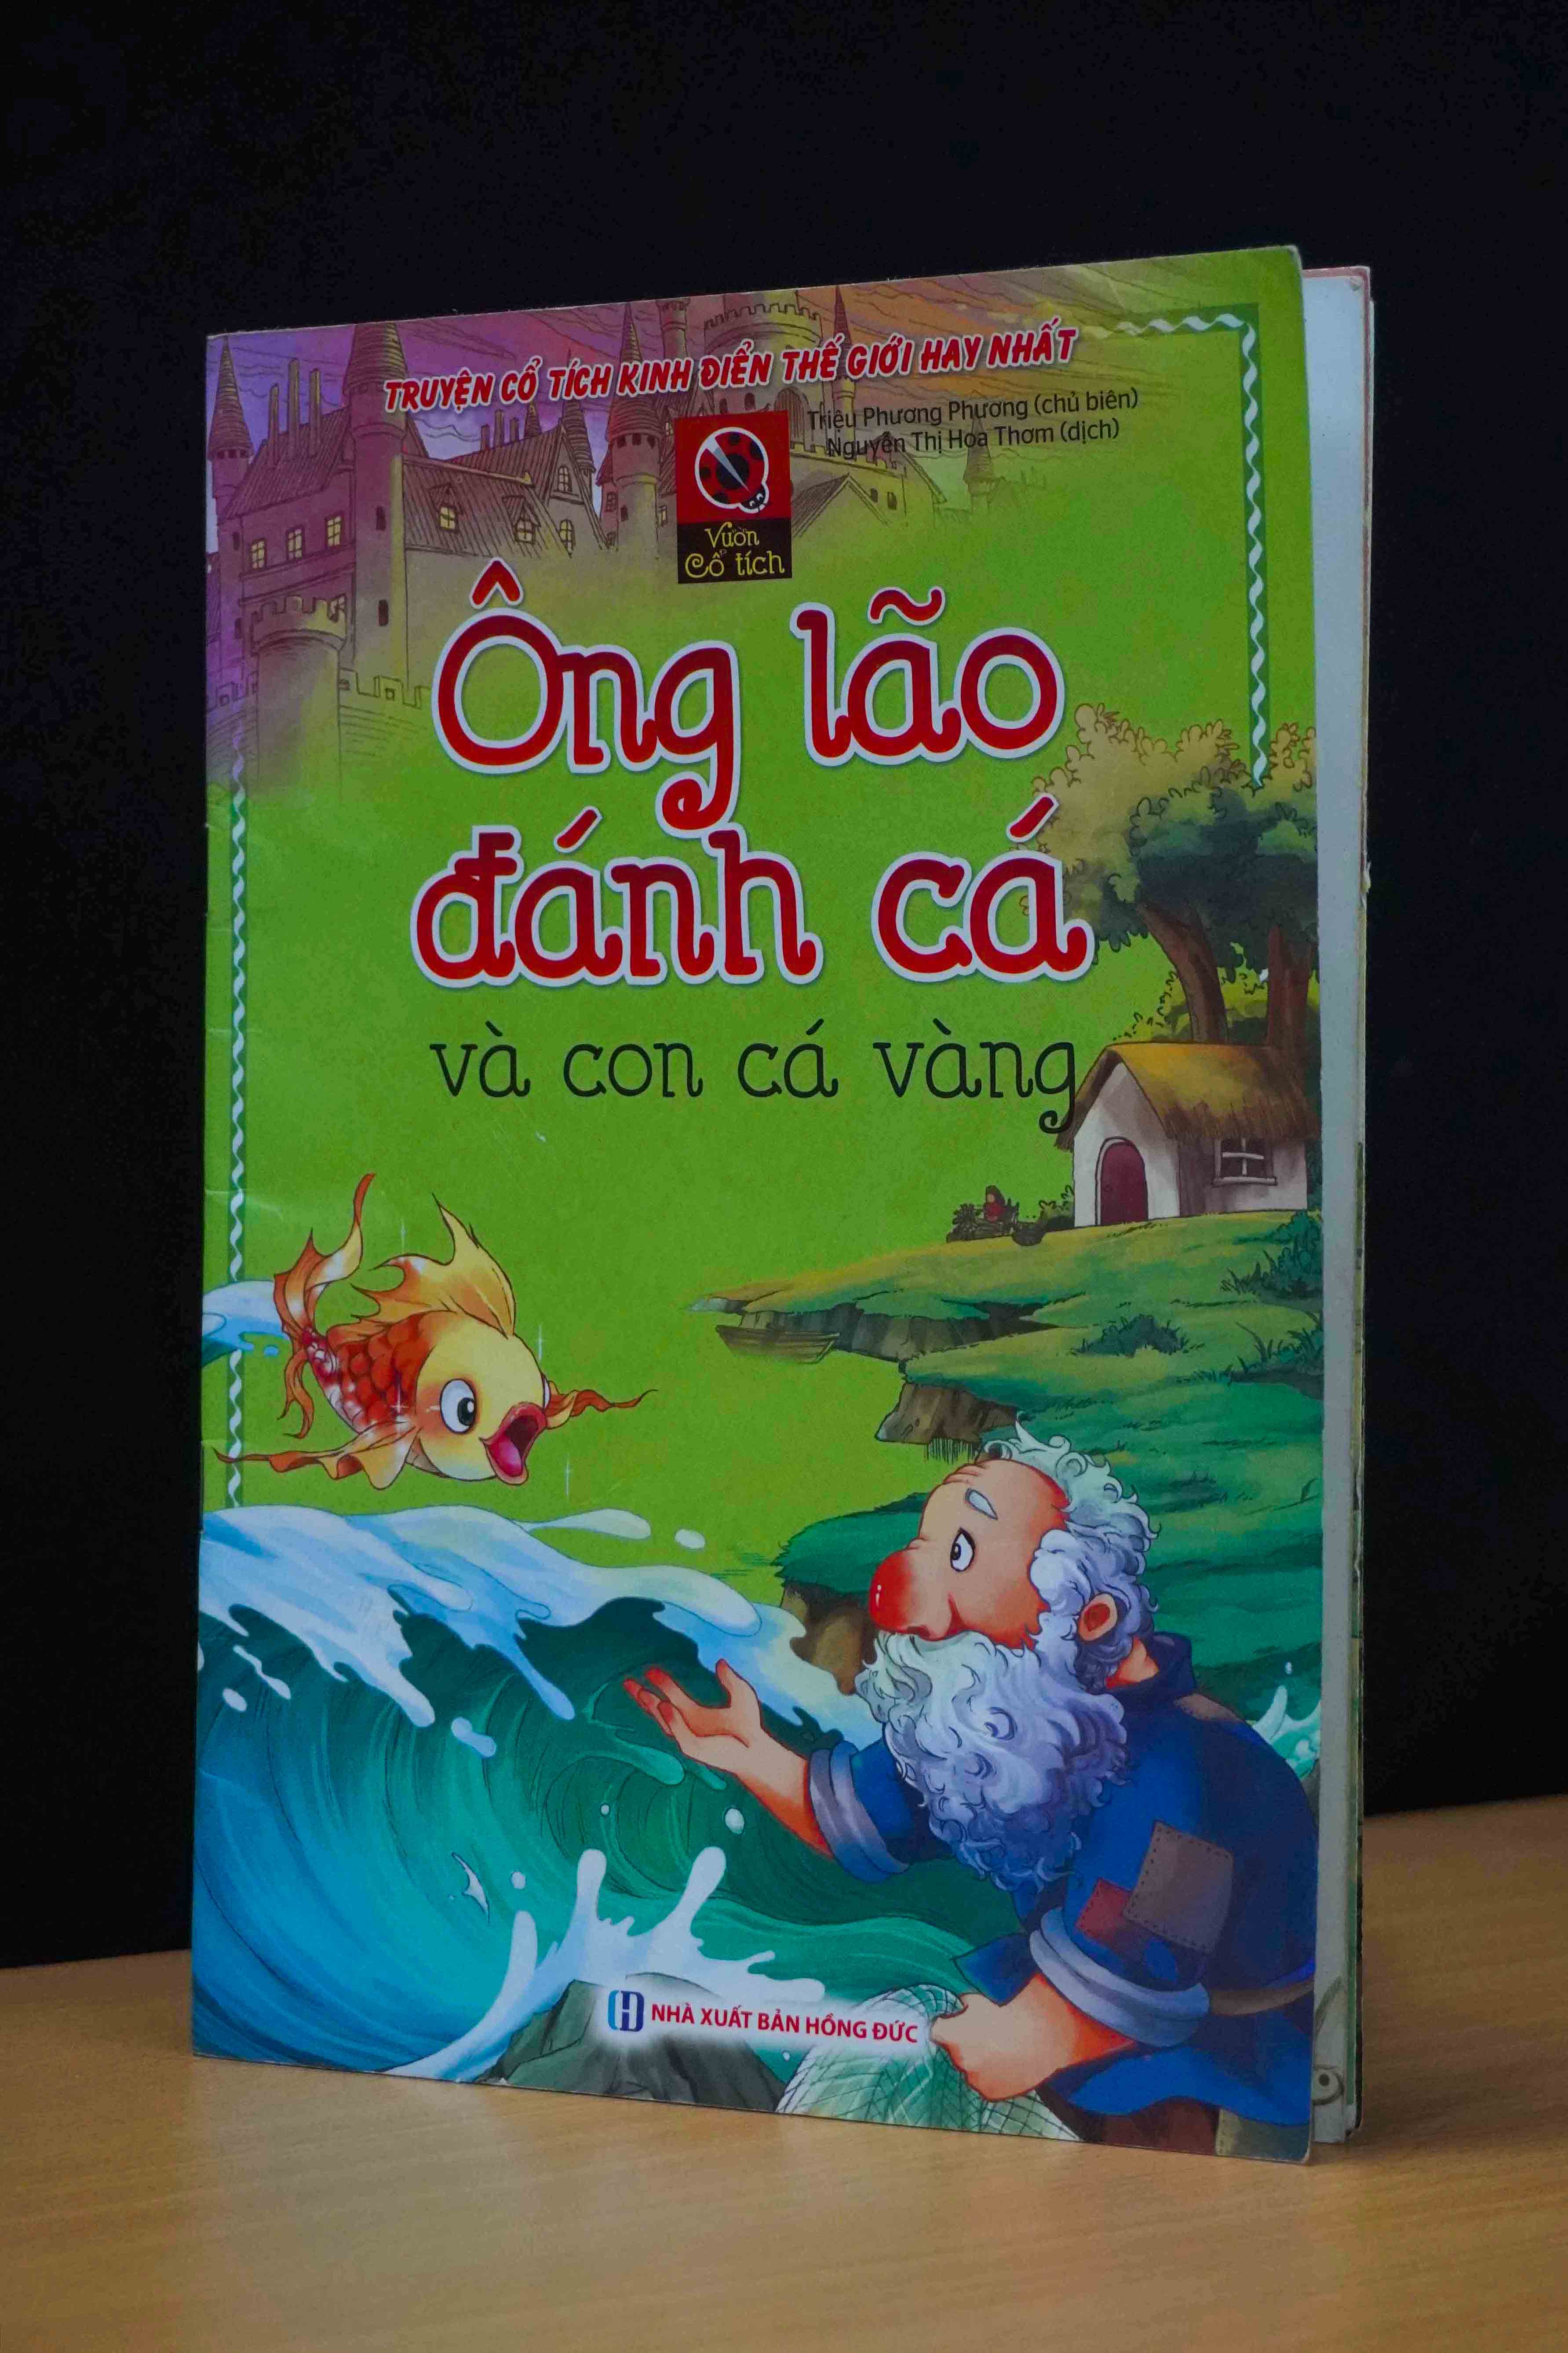 TRUYỆN CỔ TÍCH KINH ĐIỂN THẾ GIỚI HAY NHẤT
Triệu Phương Phương (chủ biên)
Nguyễn Thị Hoa Thơm (dịch)
Vườn
Cổ tích
Ông lão
đánh cá
và con cá vàng
NHÀ XUẤT BẢN HỒNG ĐỨC